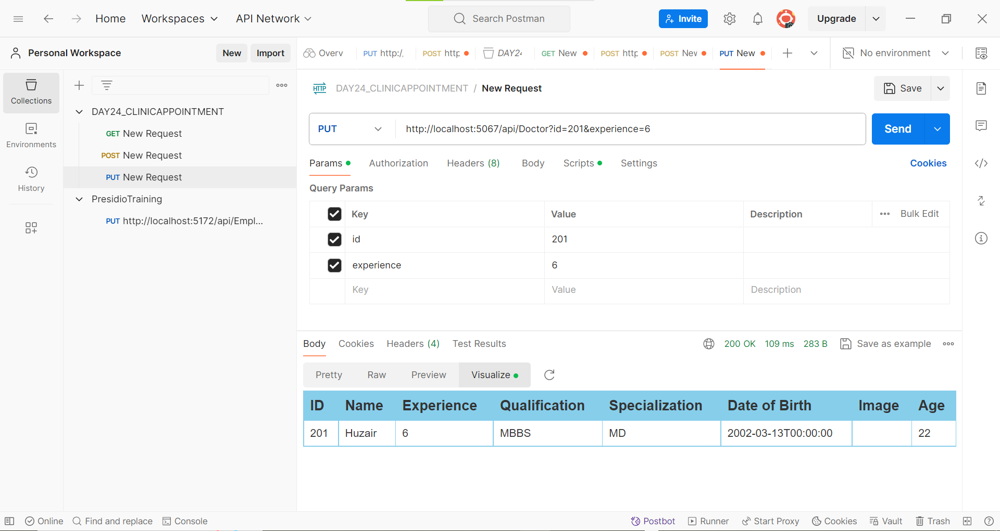 Home Workspaces API Network Search Postman Invite Upgrade
Personal Workspace New Import Overv PUT http:/, POST http DAY24 GET New POST http POST New PUT New No environment
Collections
Environments
History
DAY24_CLINICAPPOINTMENT
GET New Request
POST New Request
PUT New Request
PresidioTraining
PUT http://localhost:5172/api/Empl...
HTTP DAY24_CLINICAPPOINTMENT / New Request Save
PUT http://localhost:5067/api/Doctor?id=201&experience=6 Send
Params Authorization Headers (8) Body Scripts Settings Cookies
Query Params
Key Value Description Bulk Edit
id 201
experience 6
Key Value Description
Body Cookies Headers (4) Test Results 200 OK 109 ms 283 B Save as example
Pretty Raw Preview Visualize
ID Name Experience Qualification Specialization Date of Birth Image Age
201 Huzair 6 MBBS MD 2002-03-13T00:00:00 22
Online Find and replace Console Postbot Runner Start Proxy Cookies Vault Trash